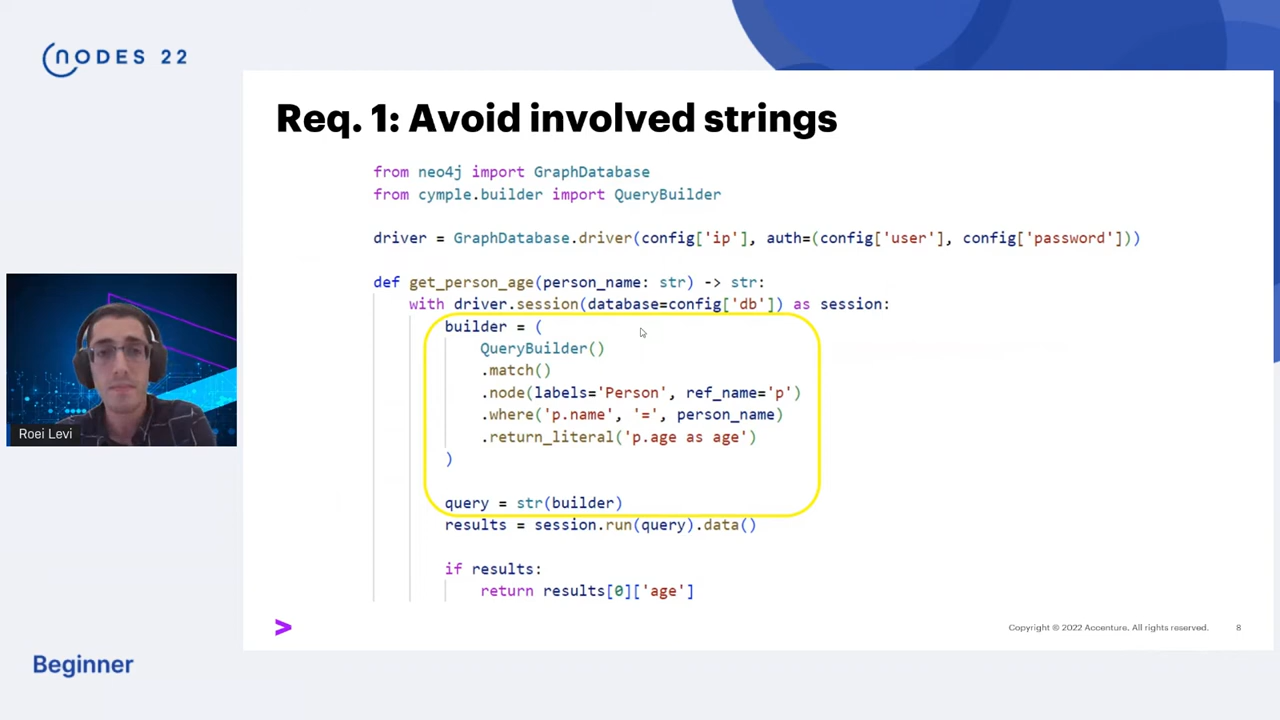 NODES 22
Req. 1: Avoid involved strings
from neo4j import GraphDatabase
from cymple.builder import QueryBuilder
driver = GraphDatabase.driver(config['ip'], auth=(config['user'], config['password']))
def get_person_age(person_name: str) -> str:
with driver.session(database=config['db']) as session:
builder = (
QueryBuilder()
.match()
.node(labels='Person', ref_name='p')
.where('p.name', '=', person_name)
.return_literal('p.age as age')
)
query = str(builder)
results = session.run(query).data()
if results:
return results[0]['age']
Roei Levi
>
Copyright © 2022 Accenture. All rights reserved.
8
Beginner